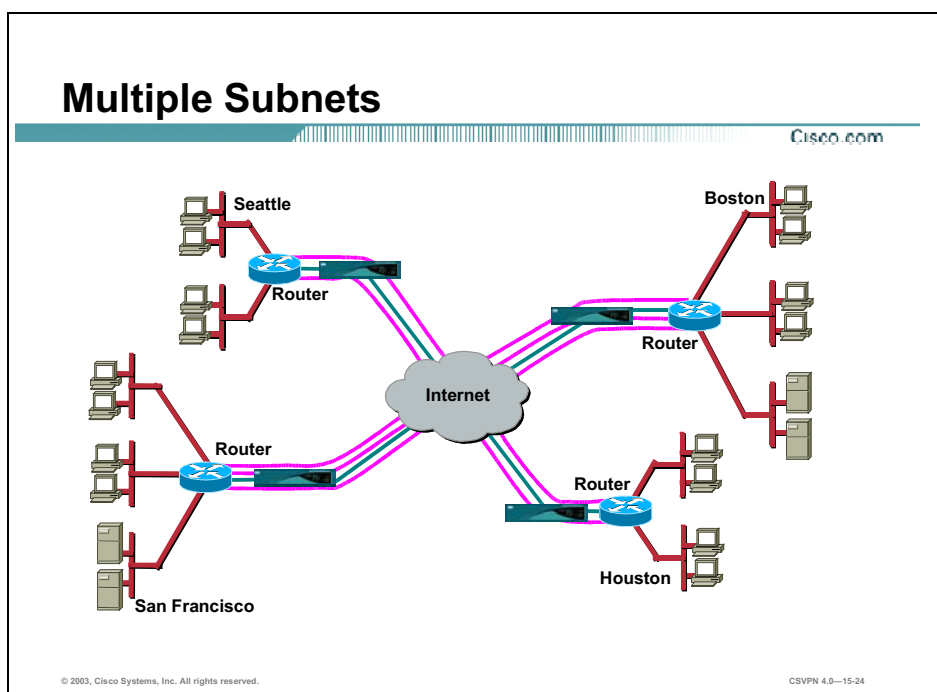 Multiple Subnets
Cisco.com
Seattle
Boston
Router
Router
Internet
Router
Router
Houston
San Francisco
© 2003, Cisco Systems, Inc. All rights reserved.
CSVPN 4.0—15-24